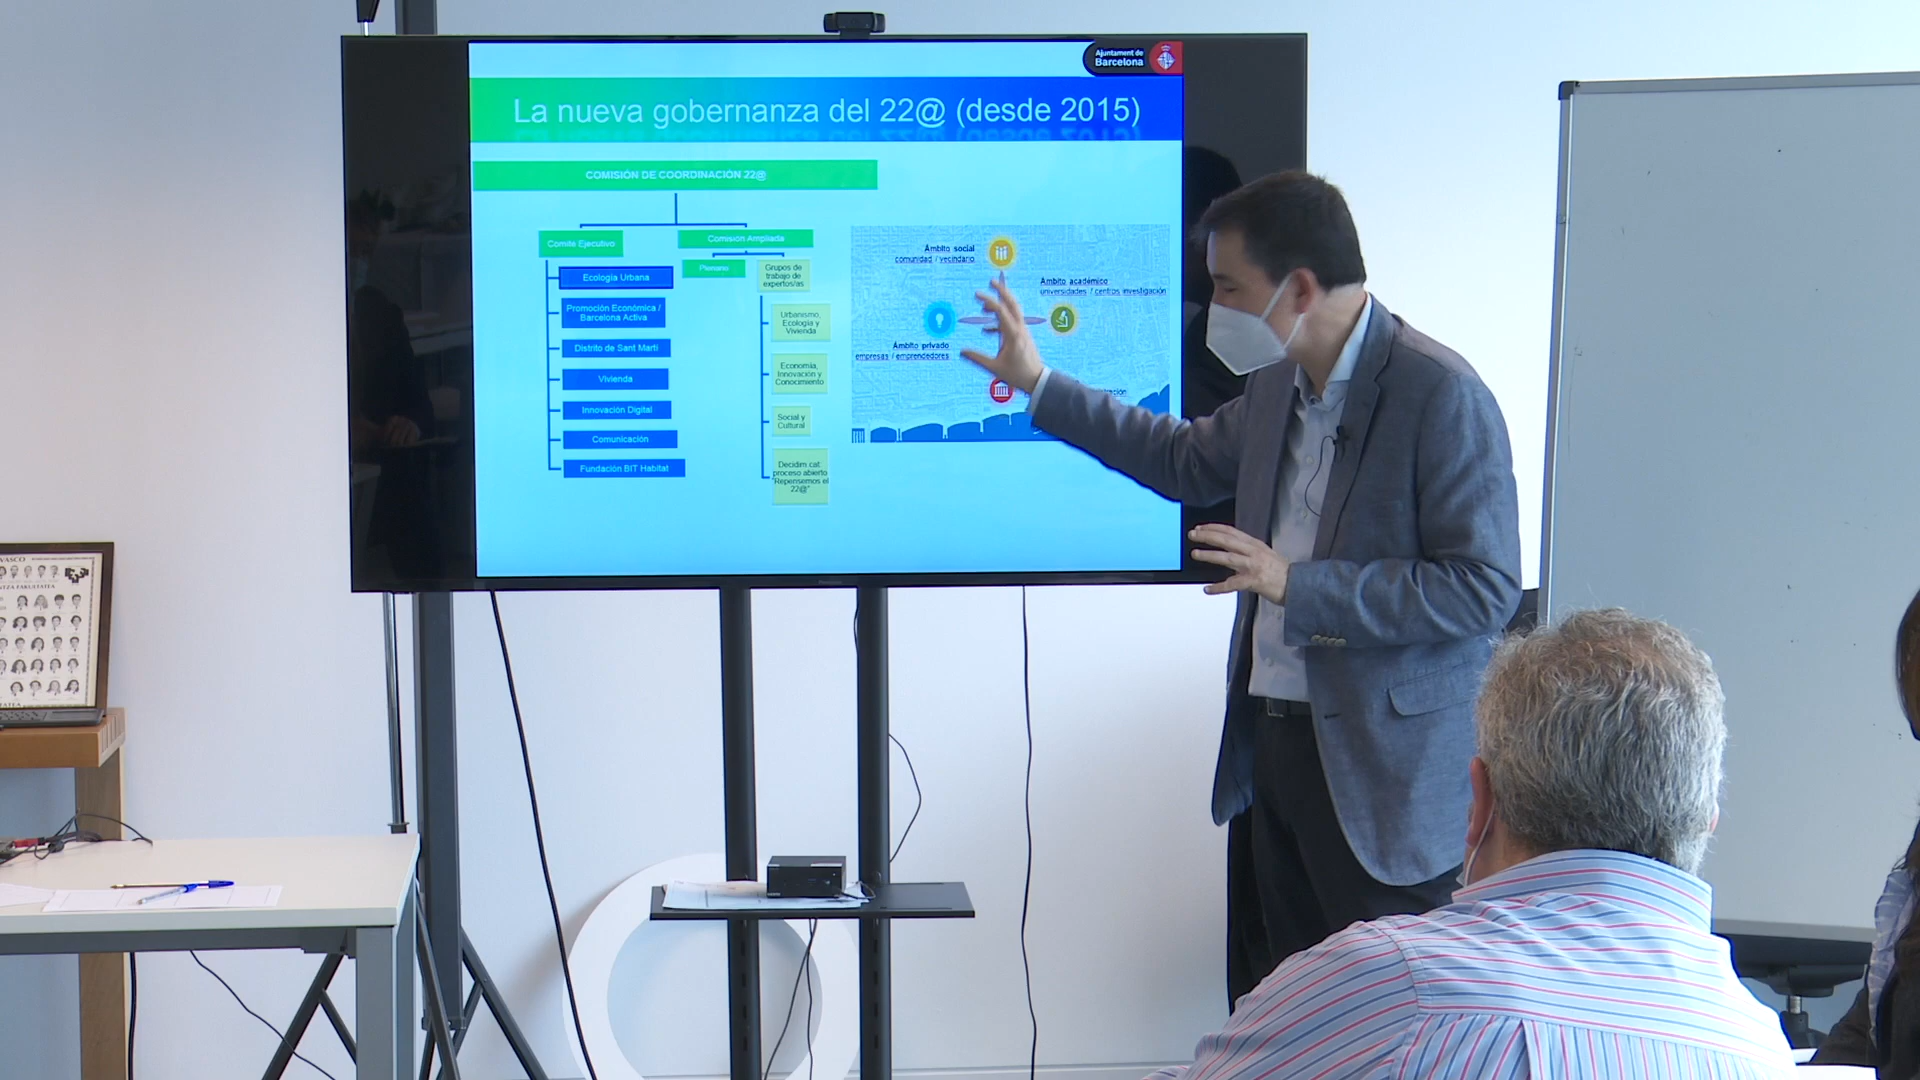 Ajuntament de
Barcelona
La nueva gobernanza del 22@ (desde 2015)
COMISIÓN DE COORDINACIÓN 22@
Comite Ejecutivo
Ecología Urbana
Promoción Económica /
Barcelona Activa
Distrito de Sant Martí
Vivienda
Innovación Digital
Comunicación
Fundación BIT Habitat
Comisión Ampliada
Plenario
Grupos de
trabajo de
expertos/as
Urbanismo,
Ecología y
Vivienda
Economía,
Innovación y
Conocimiento
Social y
Cultural
Decidim.cat:
proceso abierto
"Repensemos el
22@"
Ámbito social
comunidad / vecindario
Ámbito académico
universidades / centros investigación
Ámbito privado
empresas / emprendedores
VASCO